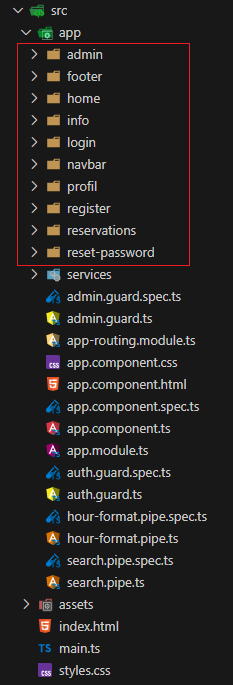 src
app
admin
footer
home
info
login
navbar
profil
register
reservations
reset-password
services
admin.guard.spec.ts
admin.guard.ts
app-routing.module.ts
CSS app.component.css
app.component.html
app.component.spec.ts
app.component.ts
app.module.ts
auth.guard.spec.ts
auth.guard.ts
hour-format.pipe.spec.ts
hour-format.pipe.ts
search.pipe.spec.ts
search.pipe.ts
assets
index.html
TS main.ts
CSS styles.css